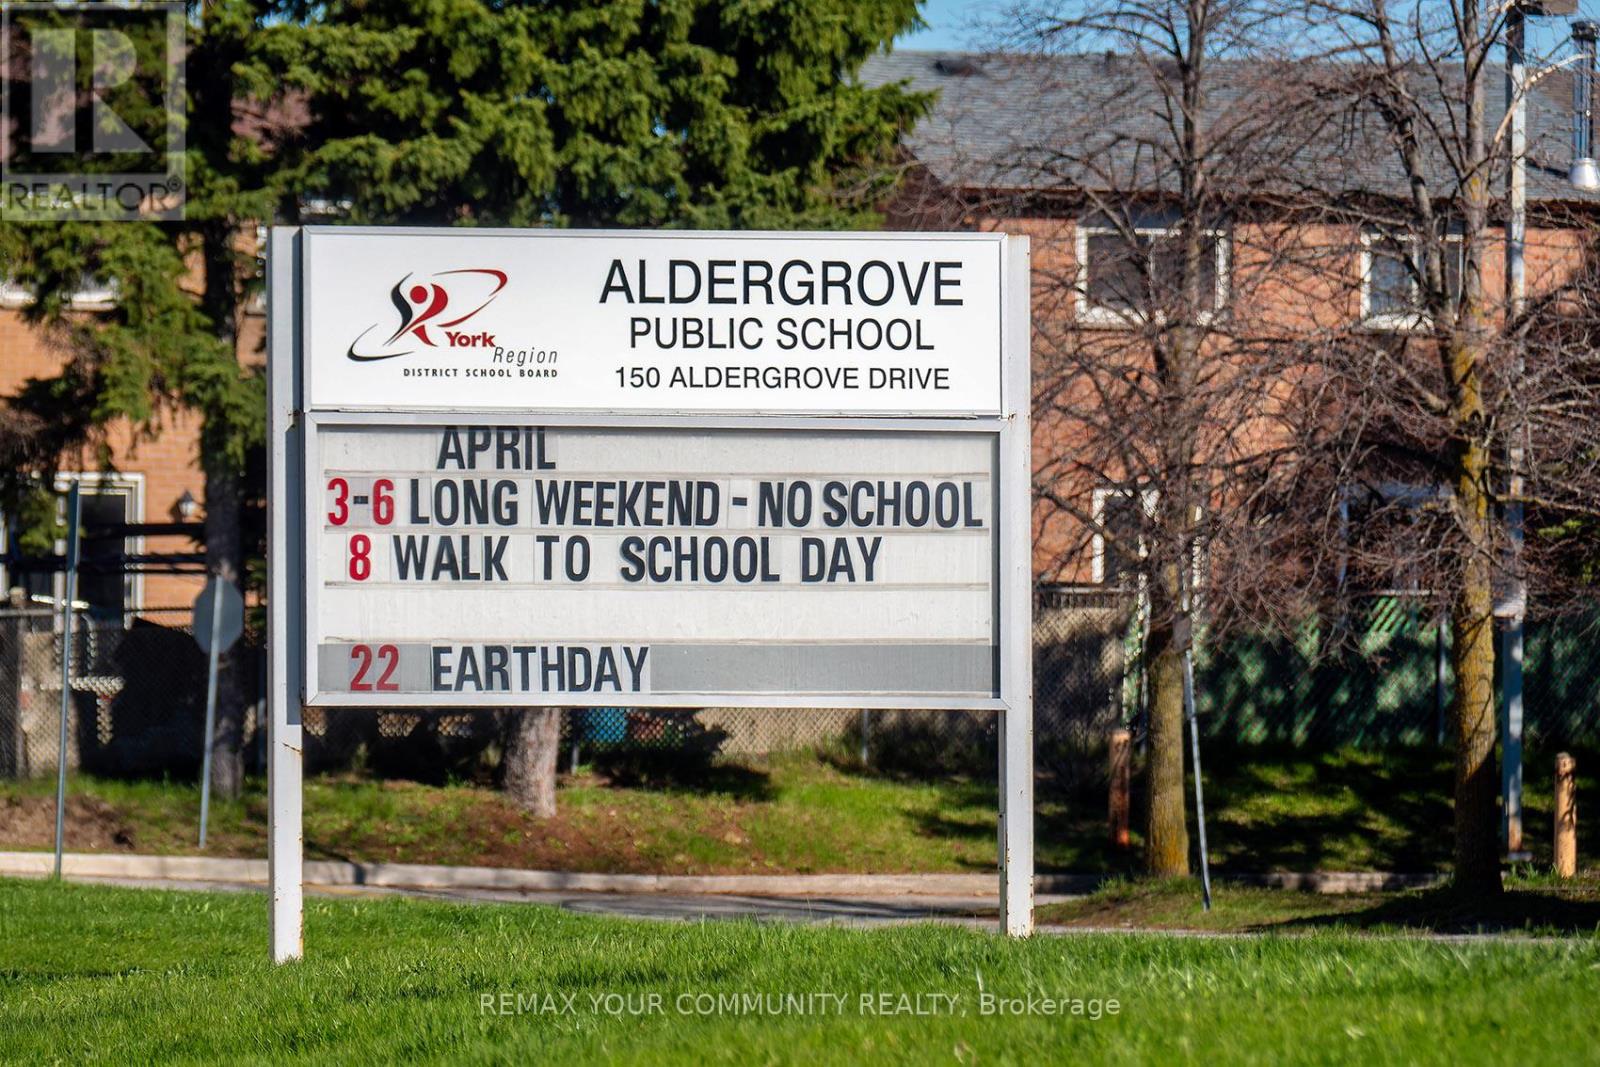 REALTOR®
ALDERGROVE
PUBLIC SCHOOL
150 ALDERGROVE DRIVE
York
Region
DISTRICT SCHOOL BOARD
APRIL
3-6 LONG WEEKEND - NO SCHOOL
8 WALK TO SCHOOL DAY
22 EARTHDAY
REMAX YOUR COMMUNITY REALTY, Brokerage